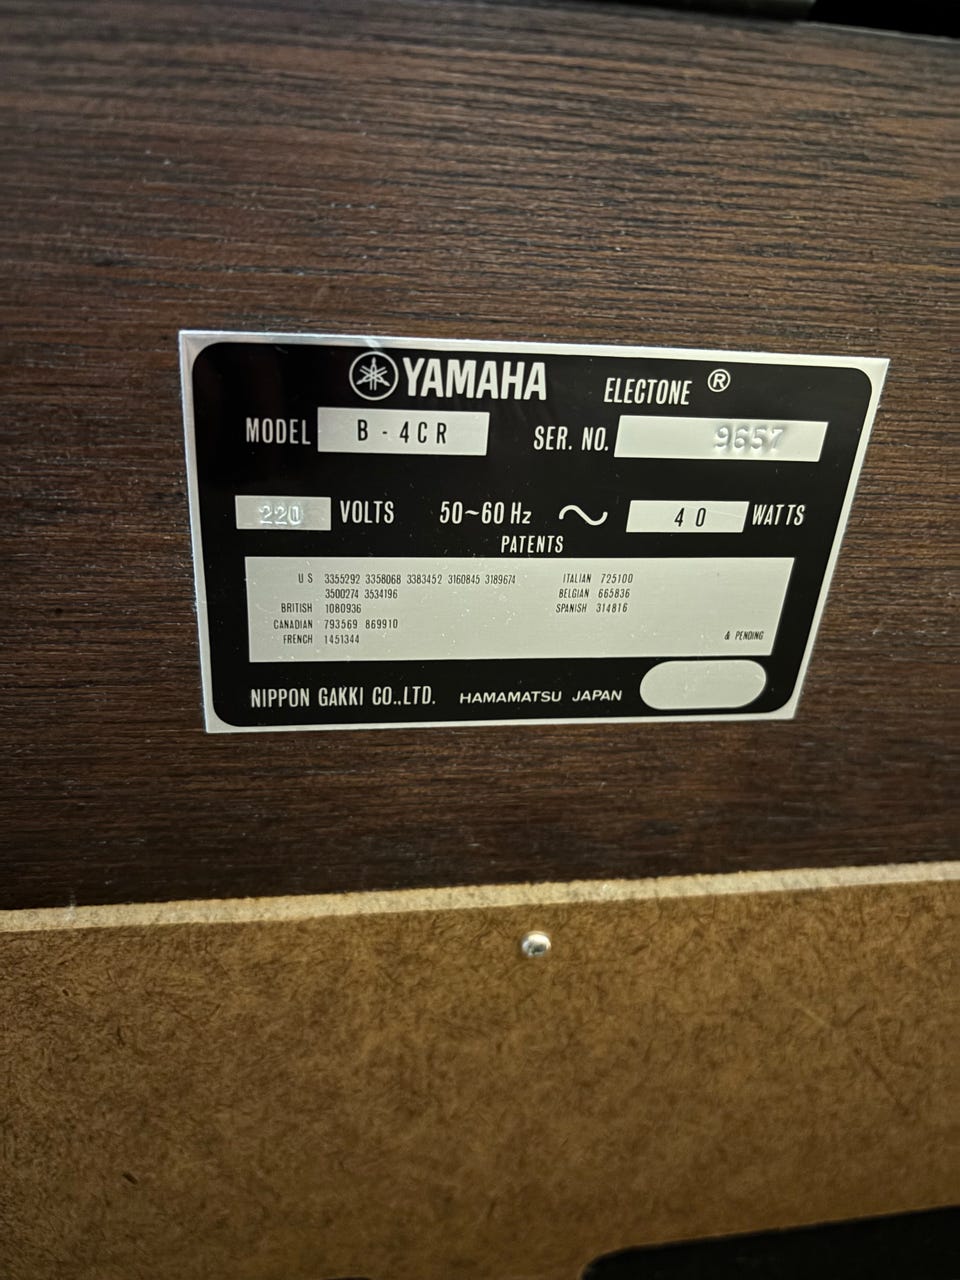 YAMAHA ELECTONE ®
MODEL B - 4CR SER. NO. 9657
220 VOLTS 50~60 Hz ~ 40 WATTS
PATENTS
US 3355292 3358068 3383452 3160845 3189674 ITALIAN 725100
3500274 3534196 BELGIAN 665836
BRITISH 1080936 SPANISH 314816
CANADIAN 793569 869910
FRENCH 1451344 & PENDING
NIPPON GAKKI CO.,LTD. HAMAMATSU JAPAN